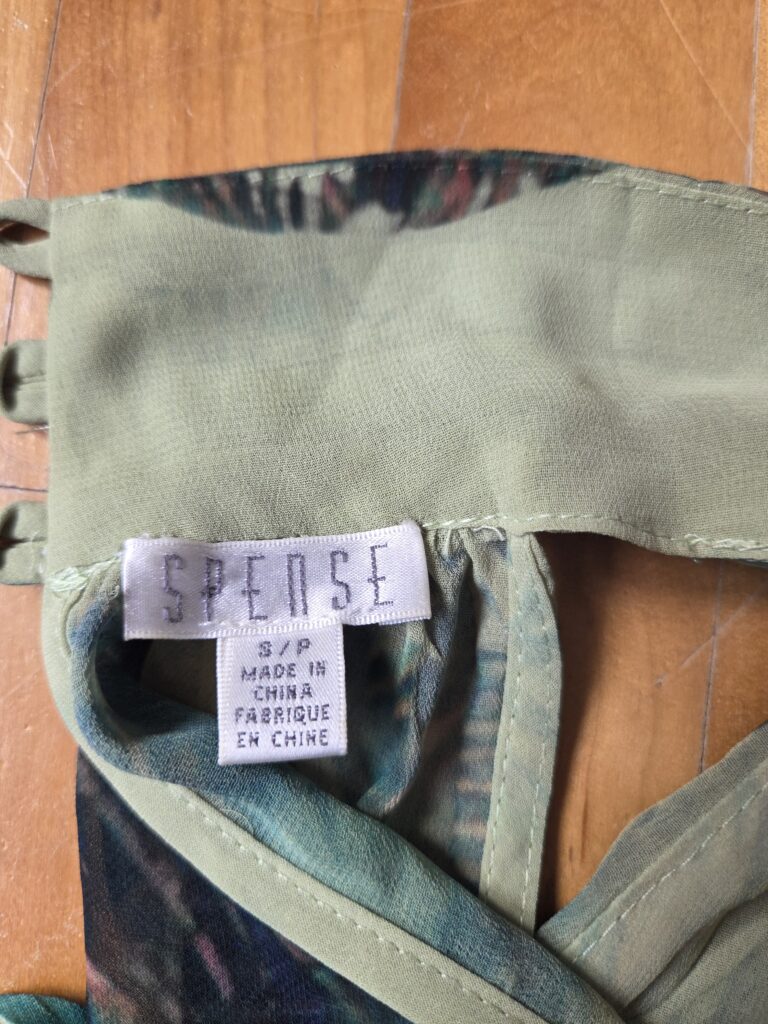 SPENSE
S/P
MADE IN
CHINA
FABRIQUE
EN CHINE